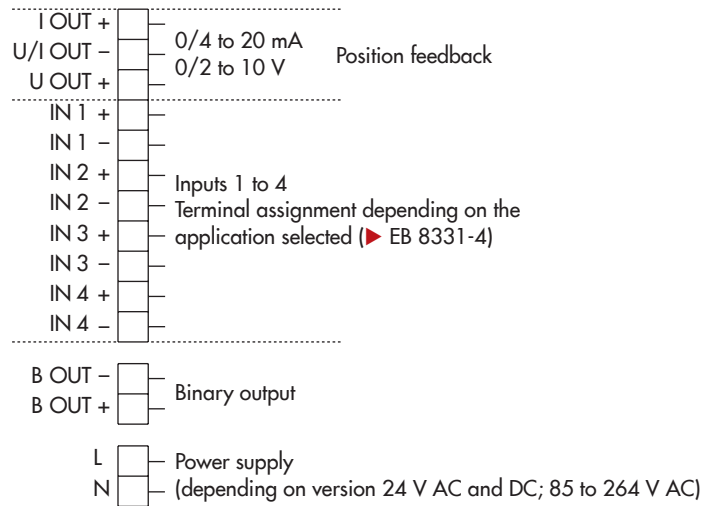 I OUT +
U/I OUT –
U OUT +
0/4 to 20 mA
0/2 to 10 V
Position feedback
IN 1 +
IN 1 –
IN 2 +
IN 2 –
IN 3 +
IN 3 –
IN 4 +
IN 4 –
Inputs 1 to 4
Terminal assignment depending on the
application selected (▶ EB 8331-4)
B OUT –
B OUT +
Binary output
L
N
Power supply
(depending on version 24 V AC and DC; 85 to 264 V AC)